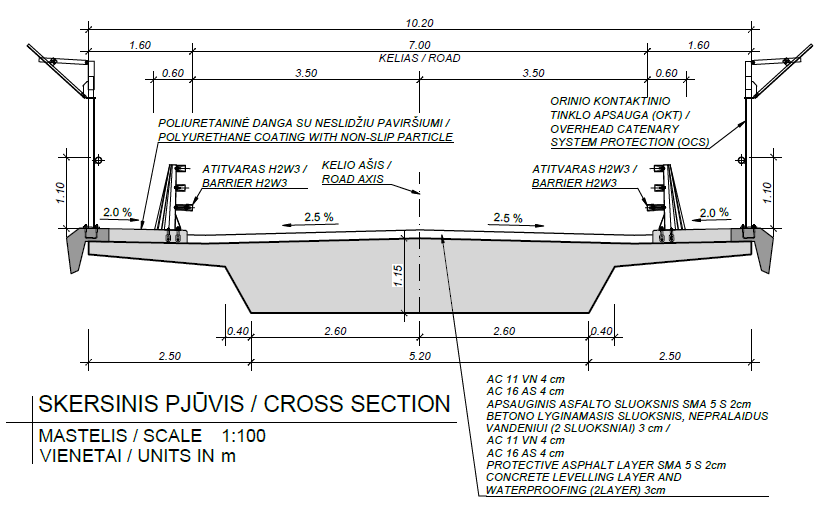 10.20
1.60
7.00
1.60
KELIAS / ROAD
0.60
3.50
3.50
0.60
POLIURETANINĖ DANGA SU NESLIDŽIU PAVIRŠIUMI /
POLYURETHANE COATING WITH NON-SLIP PARTICLE
ORINIO KONTAKTINIO
TINKLO APSAUGA (OKT) /
OVERHEAD CATENARY
SYSTEM PROTECTION (OCS)
ATITVARAS H2W3 /
BARRIER H2W3
KELIO AŠIS /
ROAD AXIS
ATITVARAS H2W3 /
BARRIER H2W3
1.10
1.10
2.0 %
2.5 %
2.5 %
2.0 %
1.15
0.40
2.60
2.60
0.40
2.50
5.20
2.50
AC 11 VN 4 cm
AC 16 AS 4 cm
APSAUGINIS ASFALTO SLUOKSNIS SMA 5 S 2cm
BETONO LYGINAMASIS SLUOKSNIS, NEPRALAIDUS
VANDENIUI (2 SLUOKSNIAI) 3 cm /
AC 11 VN 4 cm
AC 16 AS 4 cm
PROTECTIVE ASPHALT LAYER SMA 5 S 2cm
CONCRETE LEVELLING LAYER AND
WATERPROOFING (2LAYER) 3cm
SKERSINIS PJŪVIS / CROSS SECTION
MASTELIS / SCALE 1:100
VIENETAI / UNITS IN m